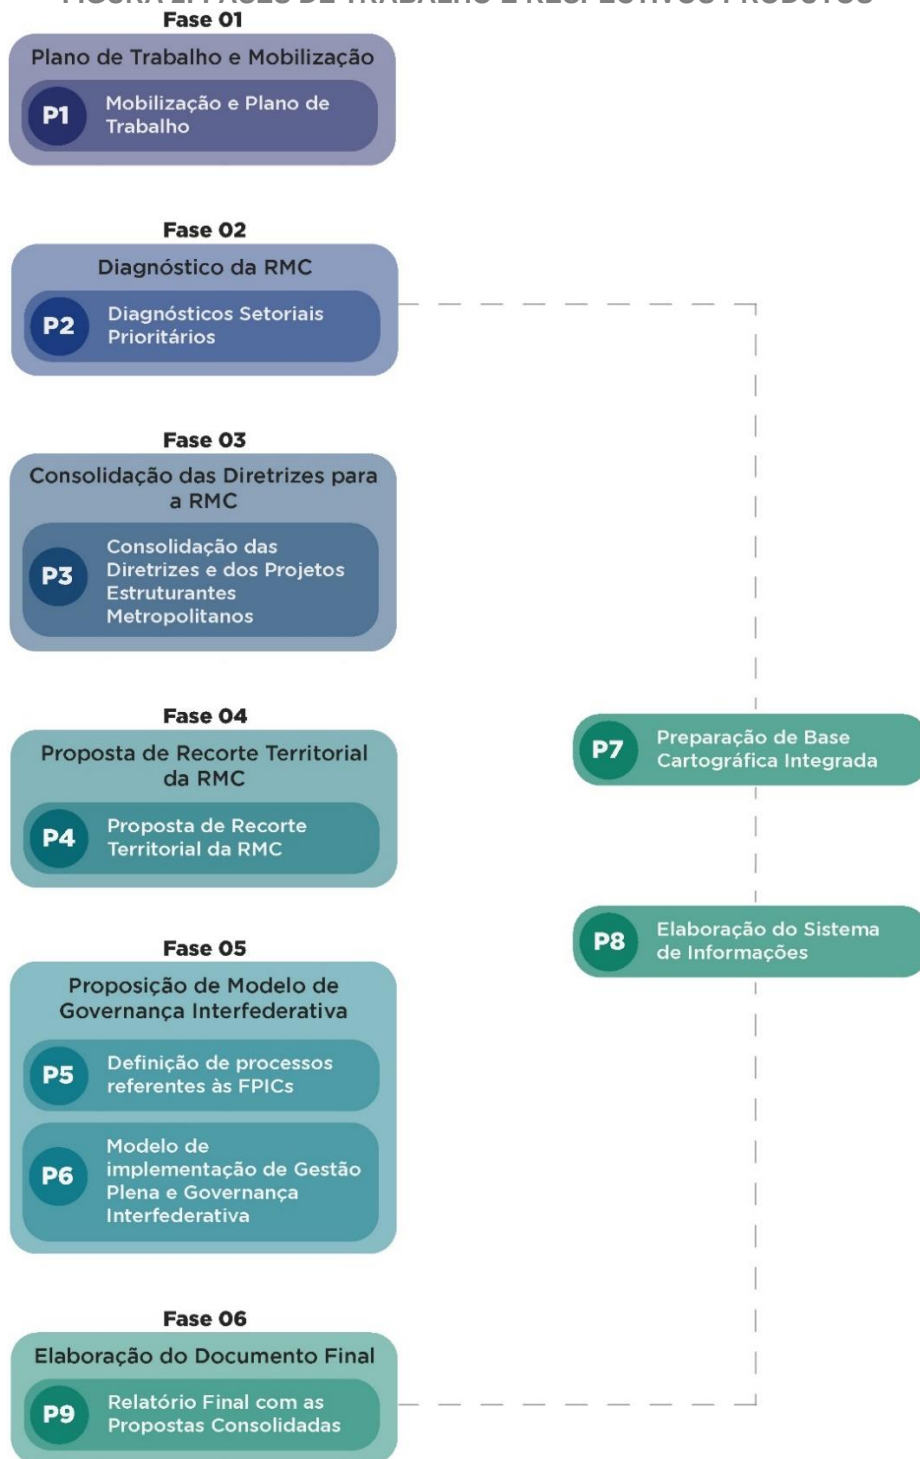 Fase 01
Plano de Trabalho e Mobilização
P1
Mobilização e Plano de
Trabalho
Fase 02
Diagnóstico da RMC
P2
Diagnósticos Setoriais
Prioritários
Fase 03
Consolidação das Diretrizes para
a RMC
P3
Consolidação das
Diretrizes e dos Projetos
Estruturantes
Metropolitanos
Fase 04
Proposta de Recorte Territorial
da RMC
P4
Proposta de Recorte
Territorial da RMC
P7
Preparação de Base
Cartográfica Integrada
P8
Elaboração do Sistema
de Informações
Fase 05
Proposição de Modelo de
Governança Interfederativa
P5
Definição de processos
referentes às FPICs
P6
Modelo de
implementação de Gestão
Plena e Governança
Interfederativa
Fase 06
Elaboração do Documento Final
P9
Relatório Final com as
Propostas Consolidadas